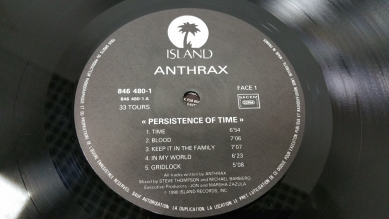 ISLAND
ANTHRAX
846 480-1
846 480-1 A
33 TOURS
FACE 1
SACEM
« PERSISTENCE OF TIME »
1. TIME 6'54
2. BLOOD 7'06
3. KEEP IT IN THE FAMILY 7'07
4. IN MY WORLD 6'23
5. GRIDLOCK 5'08
All tracks written by ANTHRAX
Mixed by STEVE THOMPSON and MICHAEL BARBIERO
Executive Producers : JON and MARSHA ZAZULA
℗ 1990 ISLAND RECORDS, INC.